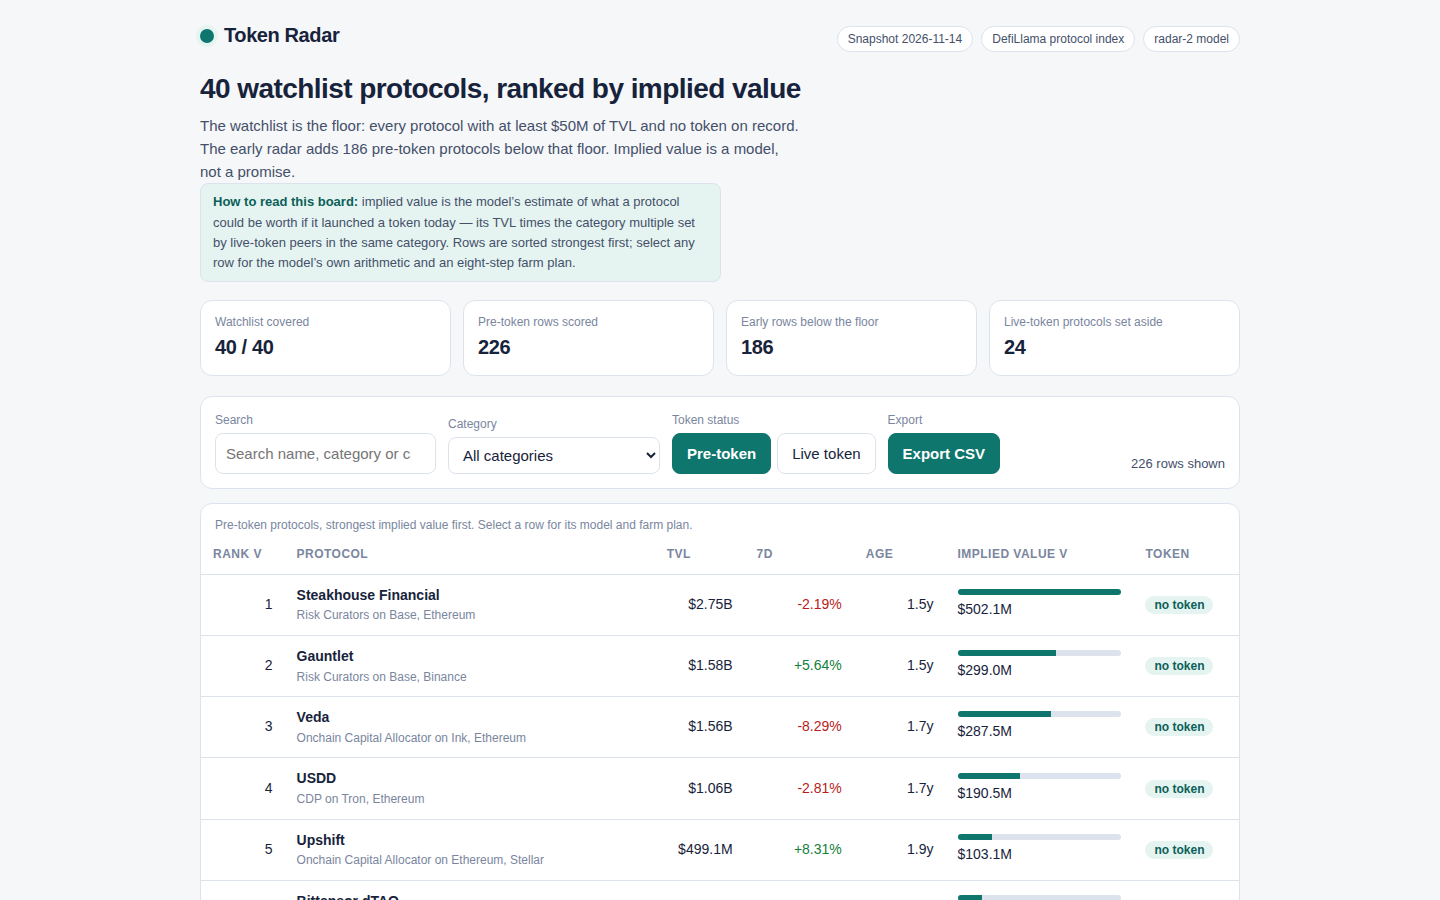 Token Radar
Snapshot 2026-11-14
DefiLlama protocol index
radar-2 model
40 watchlist protocols, ranked by implied value
The watchlist is the floor: every protocol with at least $50M of TVL and no token on record.
The early radar adds 186 pre-token protocols below that floor. Implied value is a model,
not a promise.
How to read this board: implied value is the model's estimate of what a protocol
could be worth if it launched a token today — its TVL times the category multiple set
by live-token peers in the same category. Rows are sorted strongest first; select any
row for the model's own arithmetic and an eight-step farm plan.
Watchlist covered
40 / 40
Pre-token rows scored
226
Early rows below the floor
186
Live-token protocols set aside
24
Search
Search name, category or c
Category
All categories
Token status
Pre-token
Live token
Export
Export CSV
226 rows shown
Pre-token protocols, strongest implied value first. Select a row for its model and farm plan.
RANK V PROTOCOL TVL 7D AGE IMPLIED VALUE V TOKEN
1 Steakhouse Financial $2.75B -2.19% 1.5y $502.1M no token
Risk Curators on Base, Ethereum
2 Gauntlet $1.58B +5.64% 1.5y $299.0M no token
Risk Curators on Base, Binance
3 Veda $1.56B -8.29% 1.7y $287.5M no token
Onchain Capital Allocator on Ink, Ethereum
4 USDD $1.06B -2.81% 1.7y $190.5M no token
CDP on Tron, Ethereum
5 Upshift $499.1M +8.31% 1.9y $103.1M no token
Onchain Capital Allocator on Ethereum, Stellar
Bittensor dTAO